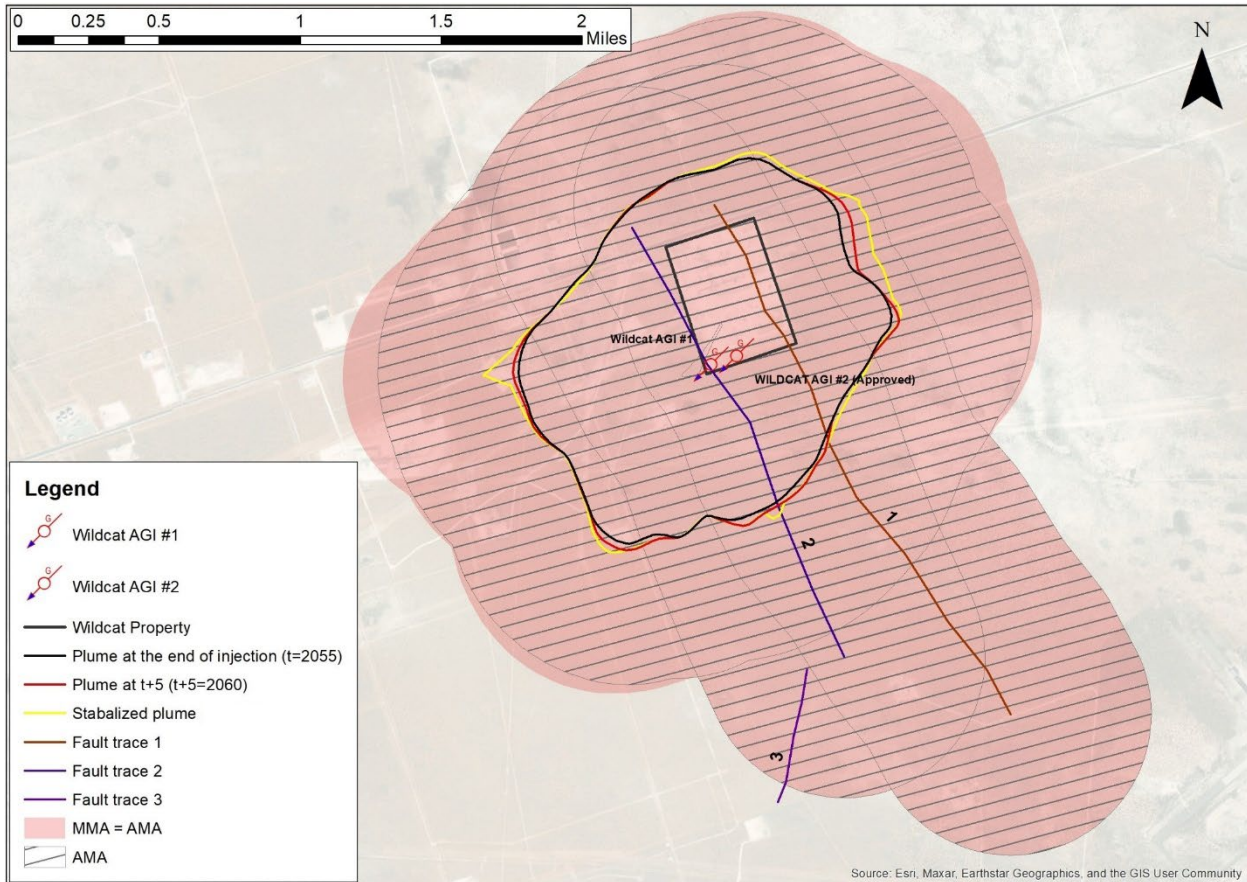 0 0.25 0.5 1 1.5 2
Miles
N
G
G
Wildcat AGI #1
WILDCAT AGI #2 (Approved)
1
2
3
Legend
G
Wildcat AGI #1
G
Wildcat AGI #2
Wildcat Property
Plume at the end of injection (t=2055)
Plume at t+5 (t+5=2060)
Stabalized plume
Fault trace 1
Fault trace 2
Fault trace 3
MMA = AMA
AMA
Source: Esri, Maxar, Earthstar Geographics, and the GIS User Community